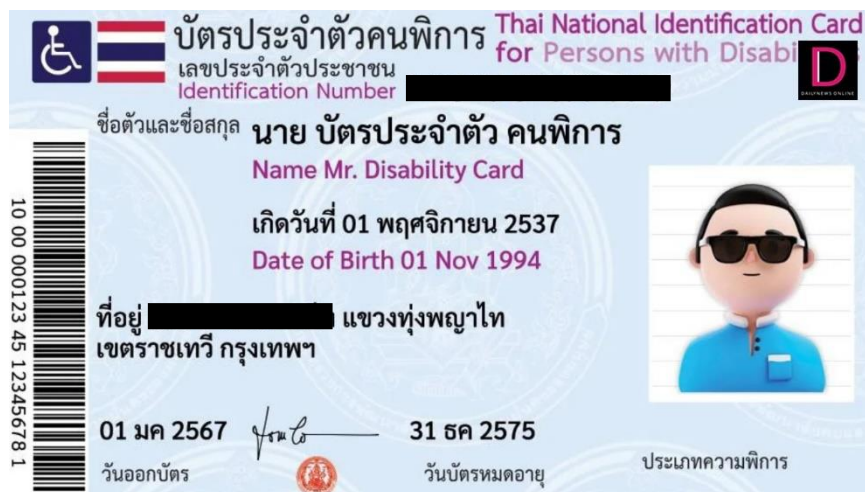 บัตรประจำตัวคนพิการ
Thai National Identification Card
for Persons with Disabi
เลขประจำตัวประชาชน
Identification Number
D
DAILYNEWS ONLINE
ชื่อตัวและชื่อสกุล นาย บัตรประจำตัว คนพิการ
Name Mr. Disability Card
เกิดวันที่ 01 พฤศจิกายน 2537
Date of Birth 01 Nov 1994
ที่อยู่ แขวงทุ่งพญาไท
เขตราชเทวี กรุงเทพฯ
01 มค 2567 31 ธค 2575
วันออกบัตร วันบัตรหมดอายุ
ประเภทความพิการ
10 00 000123 45 12345678 1